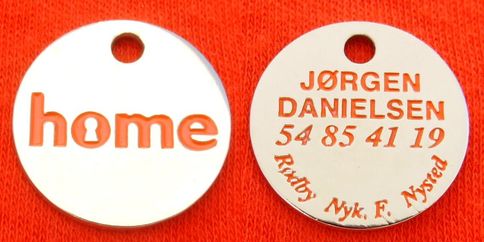 home
JØRGEN
DANIELSEN
54 85 41 19
Rødby Nyk. F. Nysted